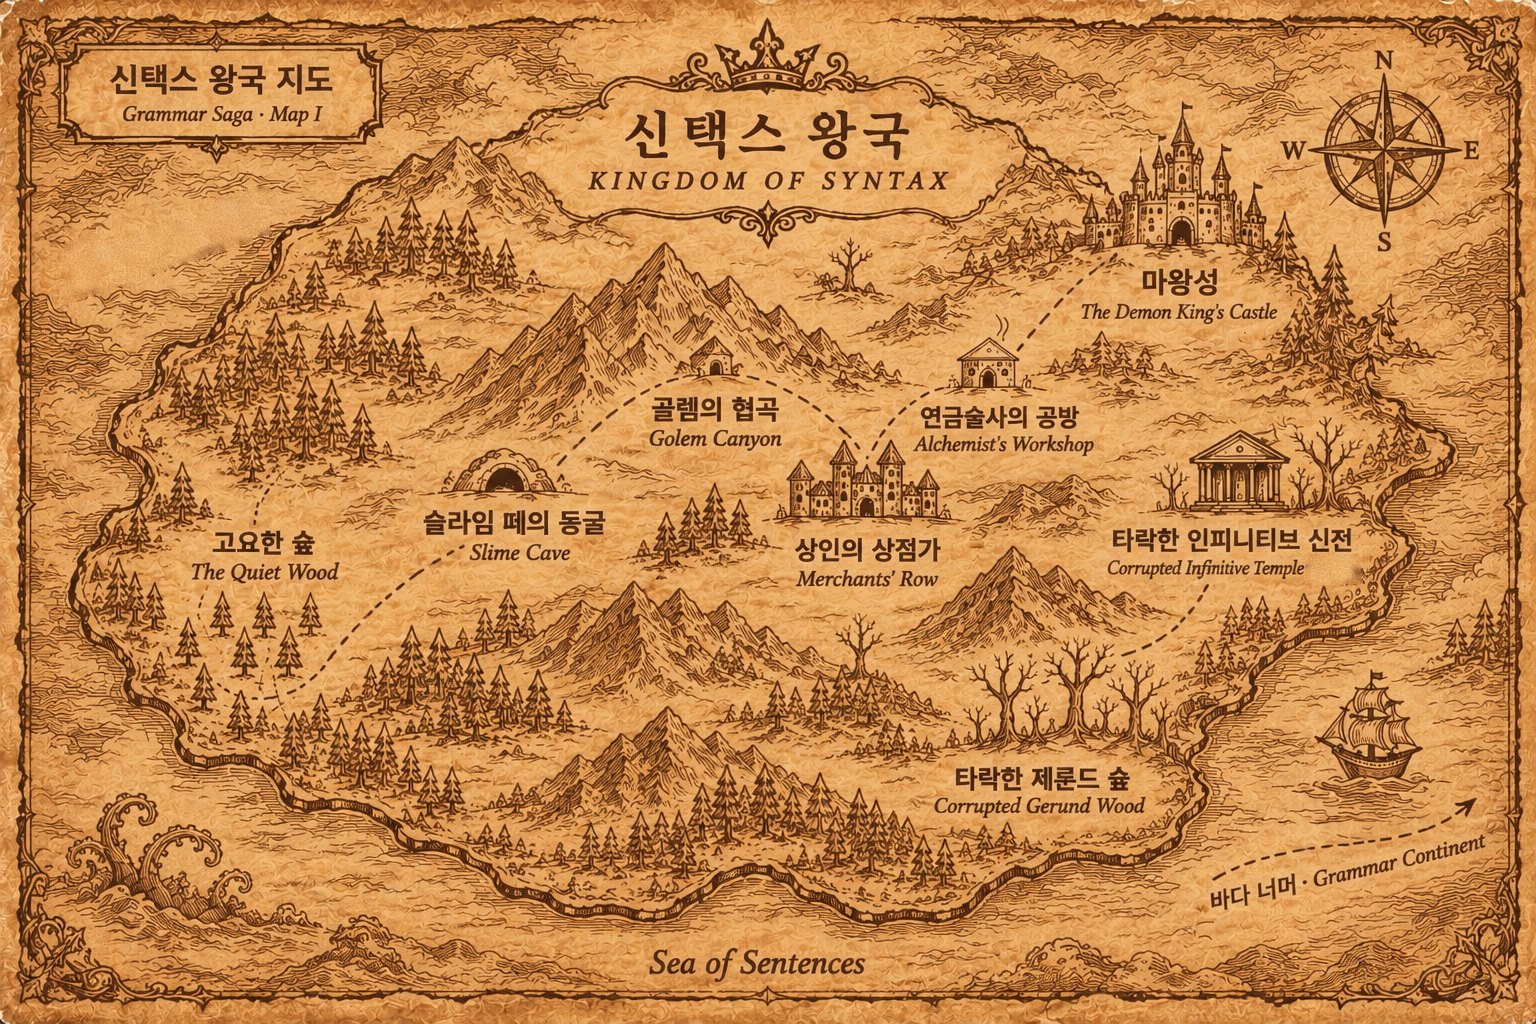 신택스 왕국 지도
Grammar Saga · Map I
신택스 왕국
KINGDOM OF SYNTAX
N
W
E
S
마왕성
The Demon King's Castle
골렘의 협곡
Golem Canyon
연금술사의 공방
Alchemist's Workshop
고요한 숲
The Quiet Wood
슬라임 떼의 동굴
Slime Cave
상인의 상점가
Merchants' Row
타락한 인피니티브 신전
Corrupted Infinitive Temple
타락한 제룬드 숲
Corrupted Gerund Wood
바다 너머 · Grammar Continent
Sea of Sentences